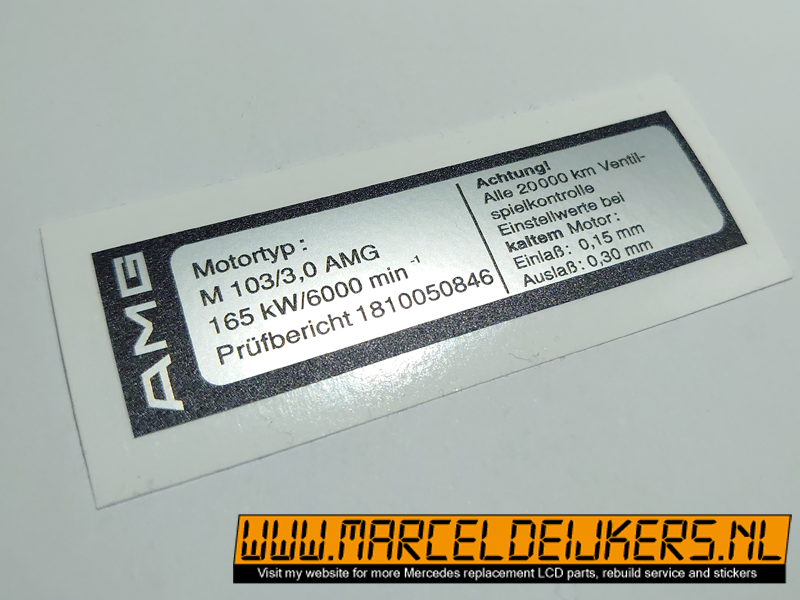 AMG
Motortyp:
M 103/3,0 AMG
165 kW/6000 min⁻¹
Prüfbericht 1810050846
Achtung!
Alle 20000 km Ventil-
spielkontrolle
Einstellwerte bei
kaltem Motor:
Einlaß: 0,15 mm
Auslaß: 0,30 mm
WWW.MARCELDEIJKERS.NL
Visit my website for more Mercedes replacement LCD parts, rebuild service and stickers